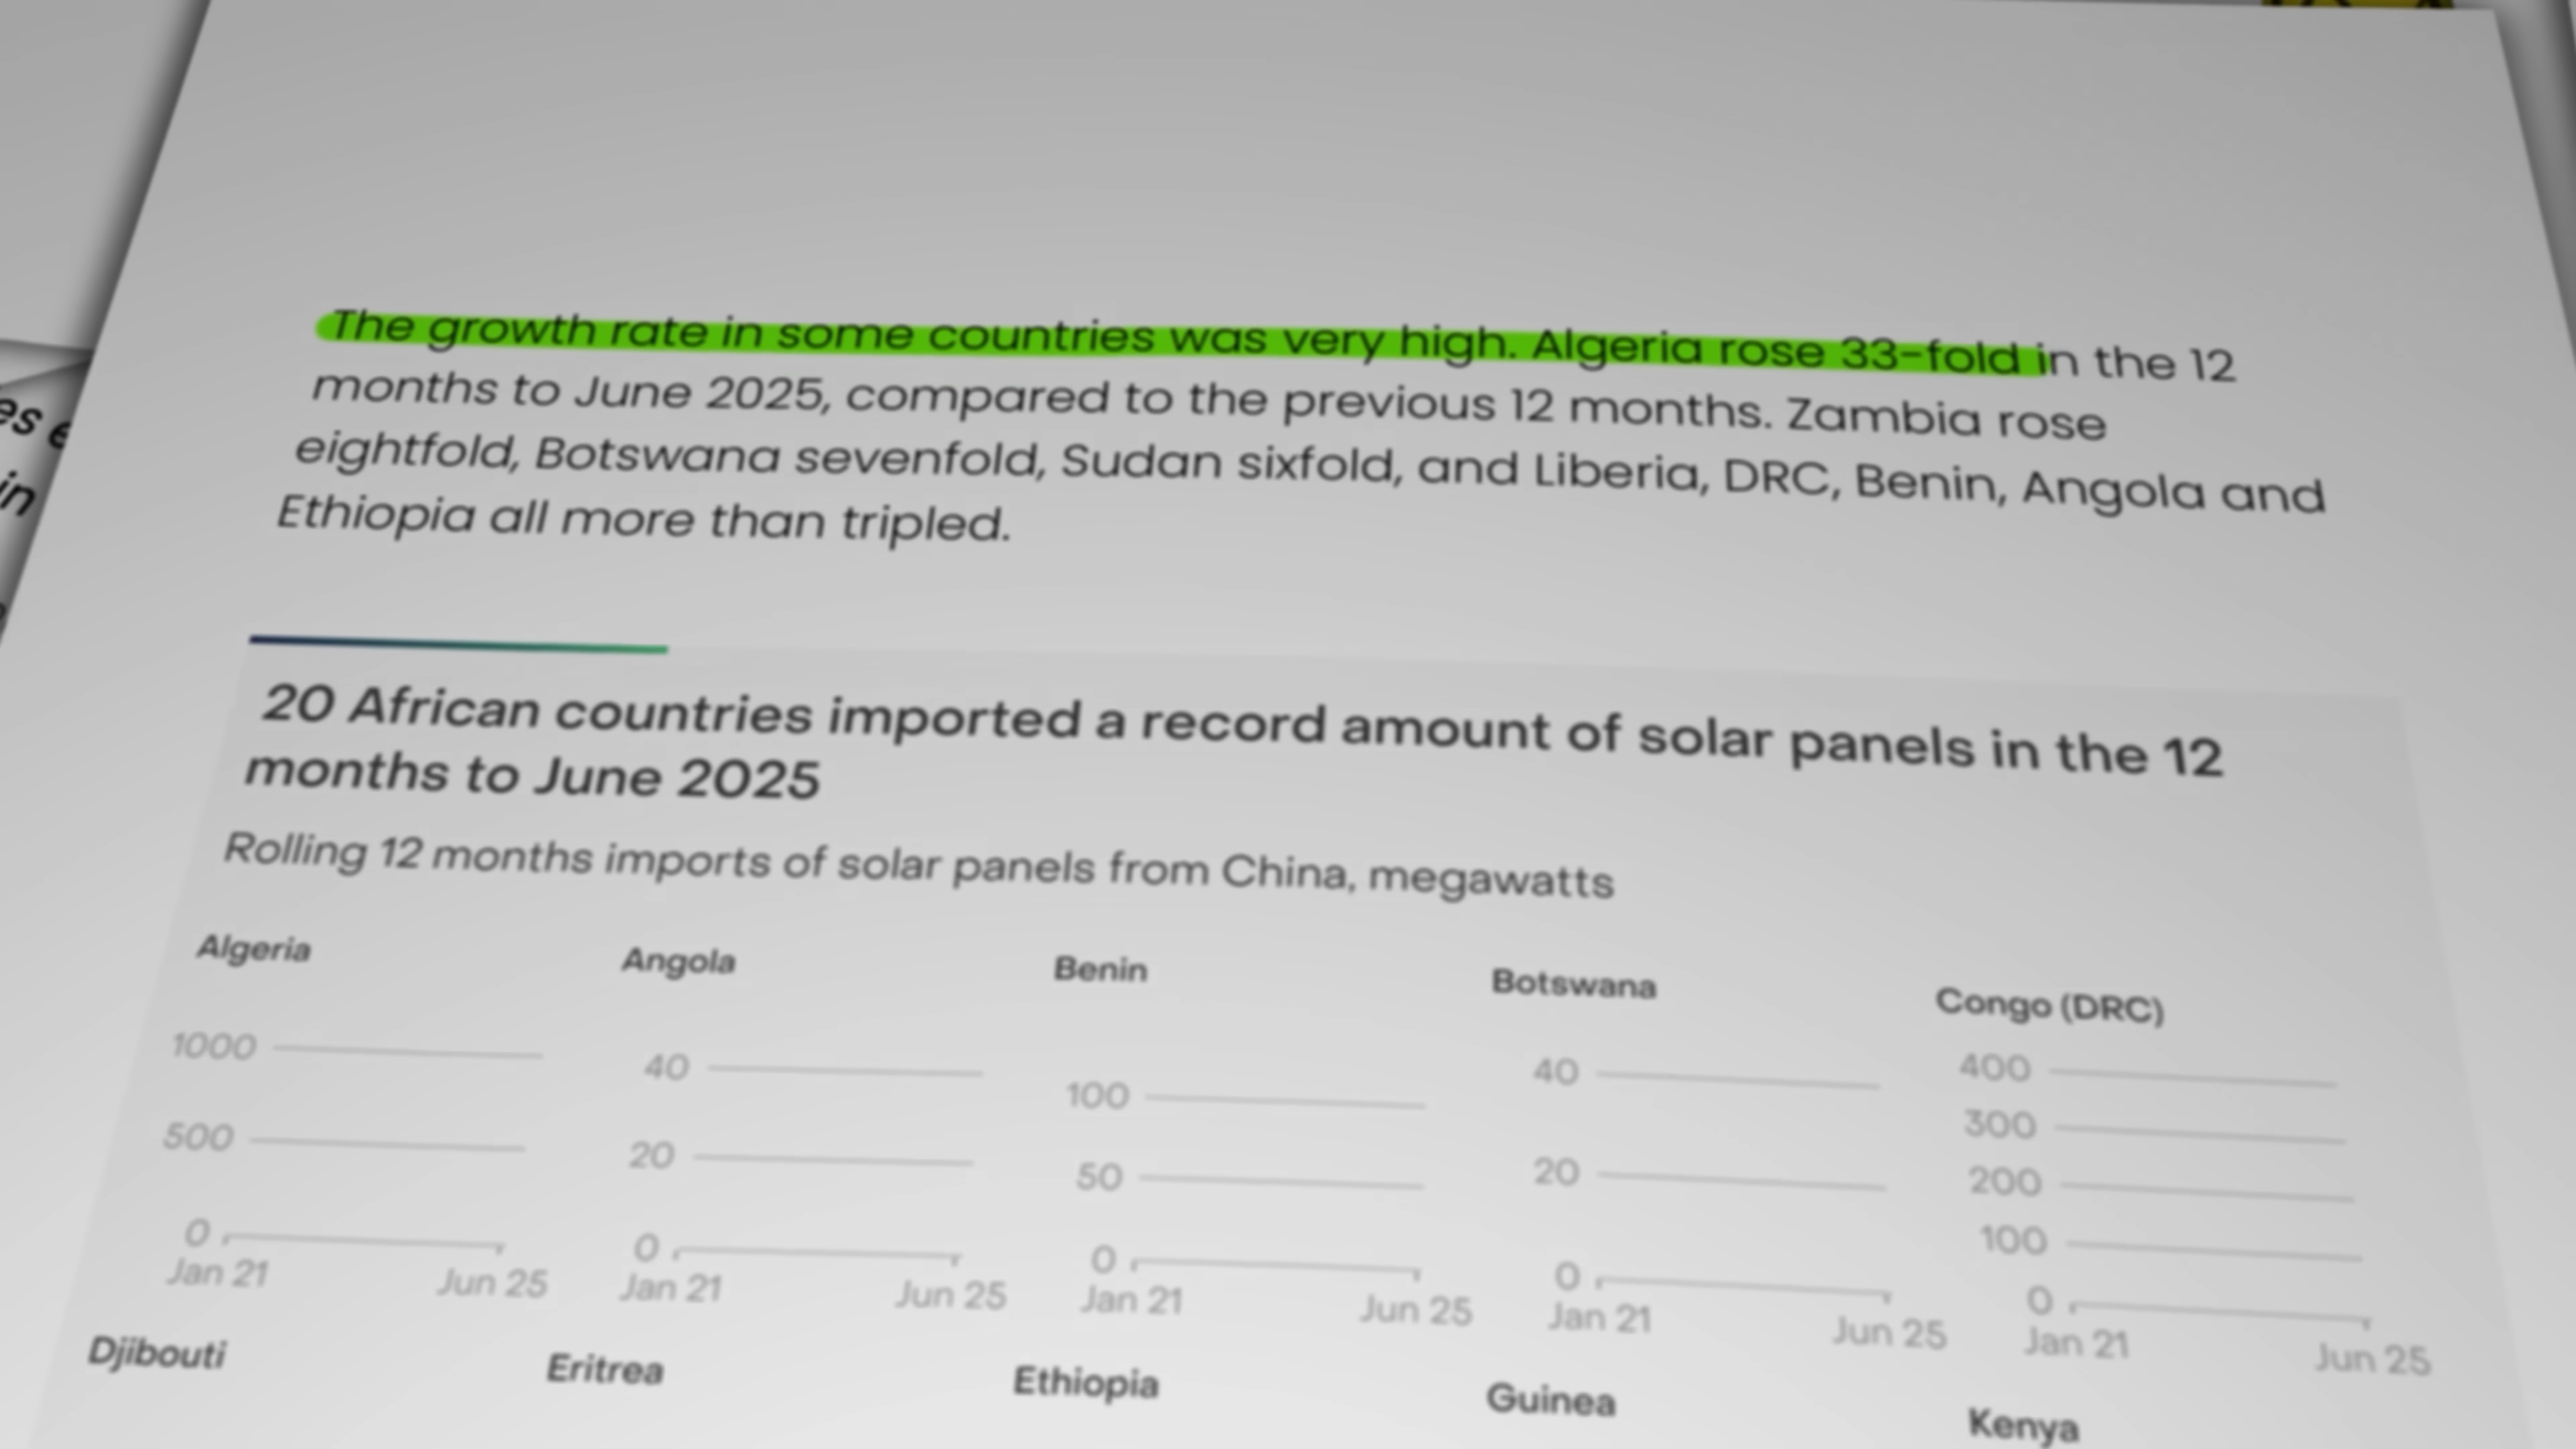 The growth rate in some countries was very high. Algeria rose 33-fold in the 12
months to June 2025, compared to the previous 12 months. Zambia rose
eightfold, Botswana sevenfold, Sudan sixfold, and Liberia, DRC, Benin, Angola and
Ethiopia all more than tripled.
20 African countries imported a record amount of solar panels in the 12
months to June 2025
Rolling 12 months imports of solar panels from China, megawatts
Algeria
1000
500
0
Jan 21 Jun 25
Angola
40
20
0
Jan 21 Jun 25
Benin
100
50
0
Jan 21 Jun 25
Botswana
40
20
0
Jan 21 Jun 25
Congo (DRC)
400
300
200
100
0
Jan 21 Jun 25
Djibouti
Eritrea
Ethiopia
Guinea
Kenya
in